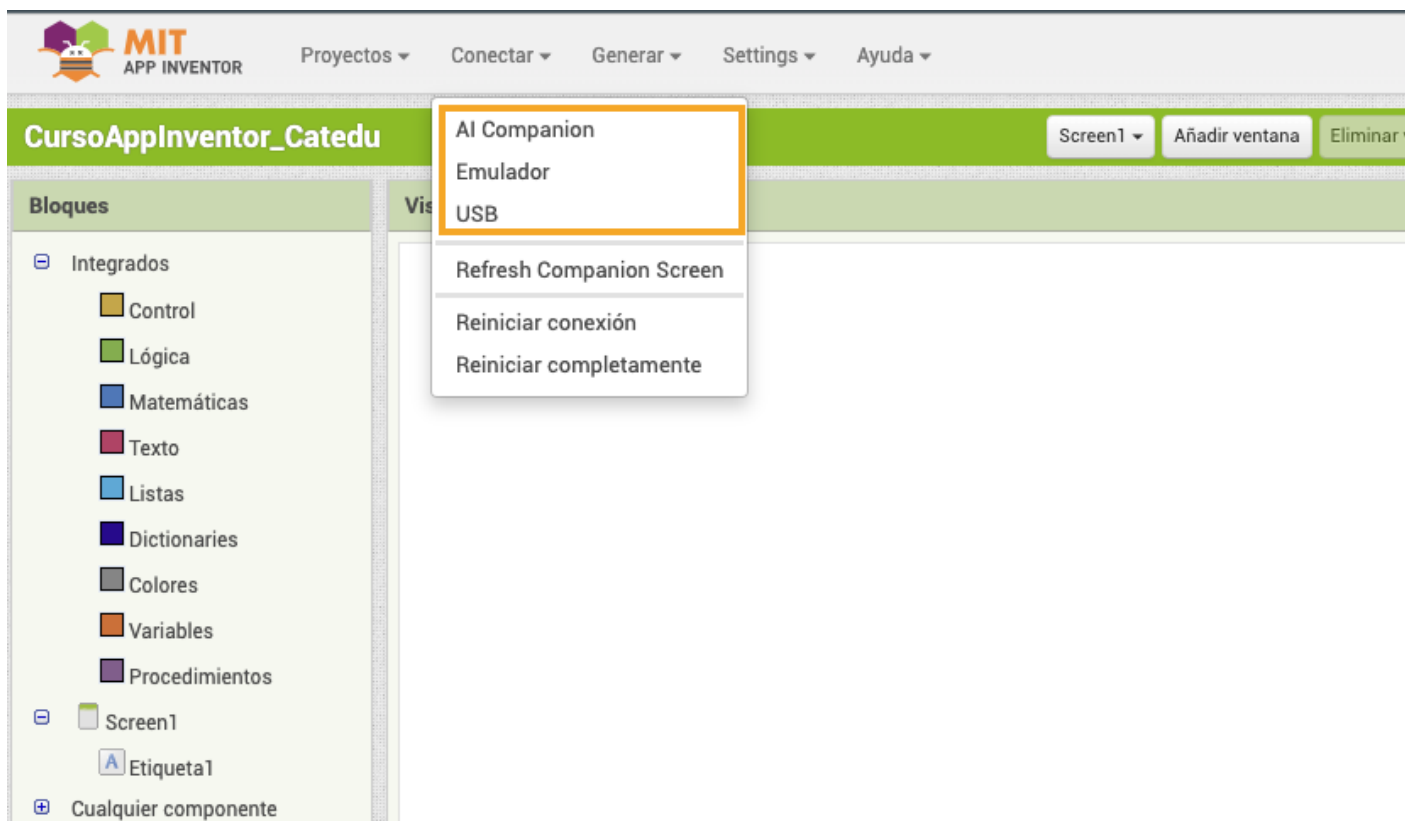 MIT
APP INVENTOR
Proyectos
Conectar
Generar
Settings
Ayuda
CursoAppInventor_Catedu
Screen1
Añadir ventana
Eliminar
AI Companion
Emulador
USB
Refresh Companion Screen
Reiniciar conexión
Reiniciar completamente
Bloques
Vis
Integrados
Control
Lógica
Matemáticas
Texto
Listas
Dictionaries
Colores
Variables
Procedimientos
Screen1
A Etiqueta1
Cualquier componente